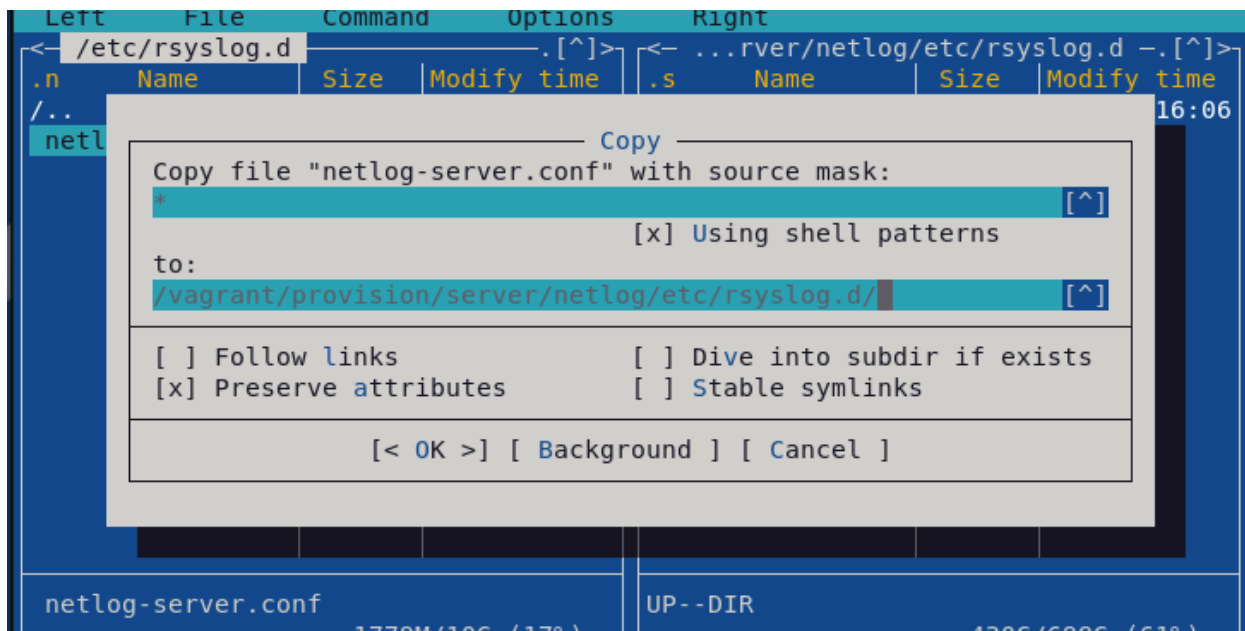 Left File Command Options Right
<─ /etc/rsyslog.d ─.[^]> <─ ...rver/netlog/etc/rsyslog.d ─.[^]>
.n Name Size Modify time .s Name Size Modify time
/.. 16:06
netl
Copy
Copy file "netlog-server.conf" with source mask:
* [^]
[x] Using shell patterns
to:
/vagrant/provision/server/netlog/etc/rsyslog.d/ [^]
[ ] Follow links [ ] Dive into subdir if exists
[x] Preserve attributes [ ] Stable symlinks
[< OK >] [ Background ] [ Cancel ]
netlog-server.conf UP--DIR